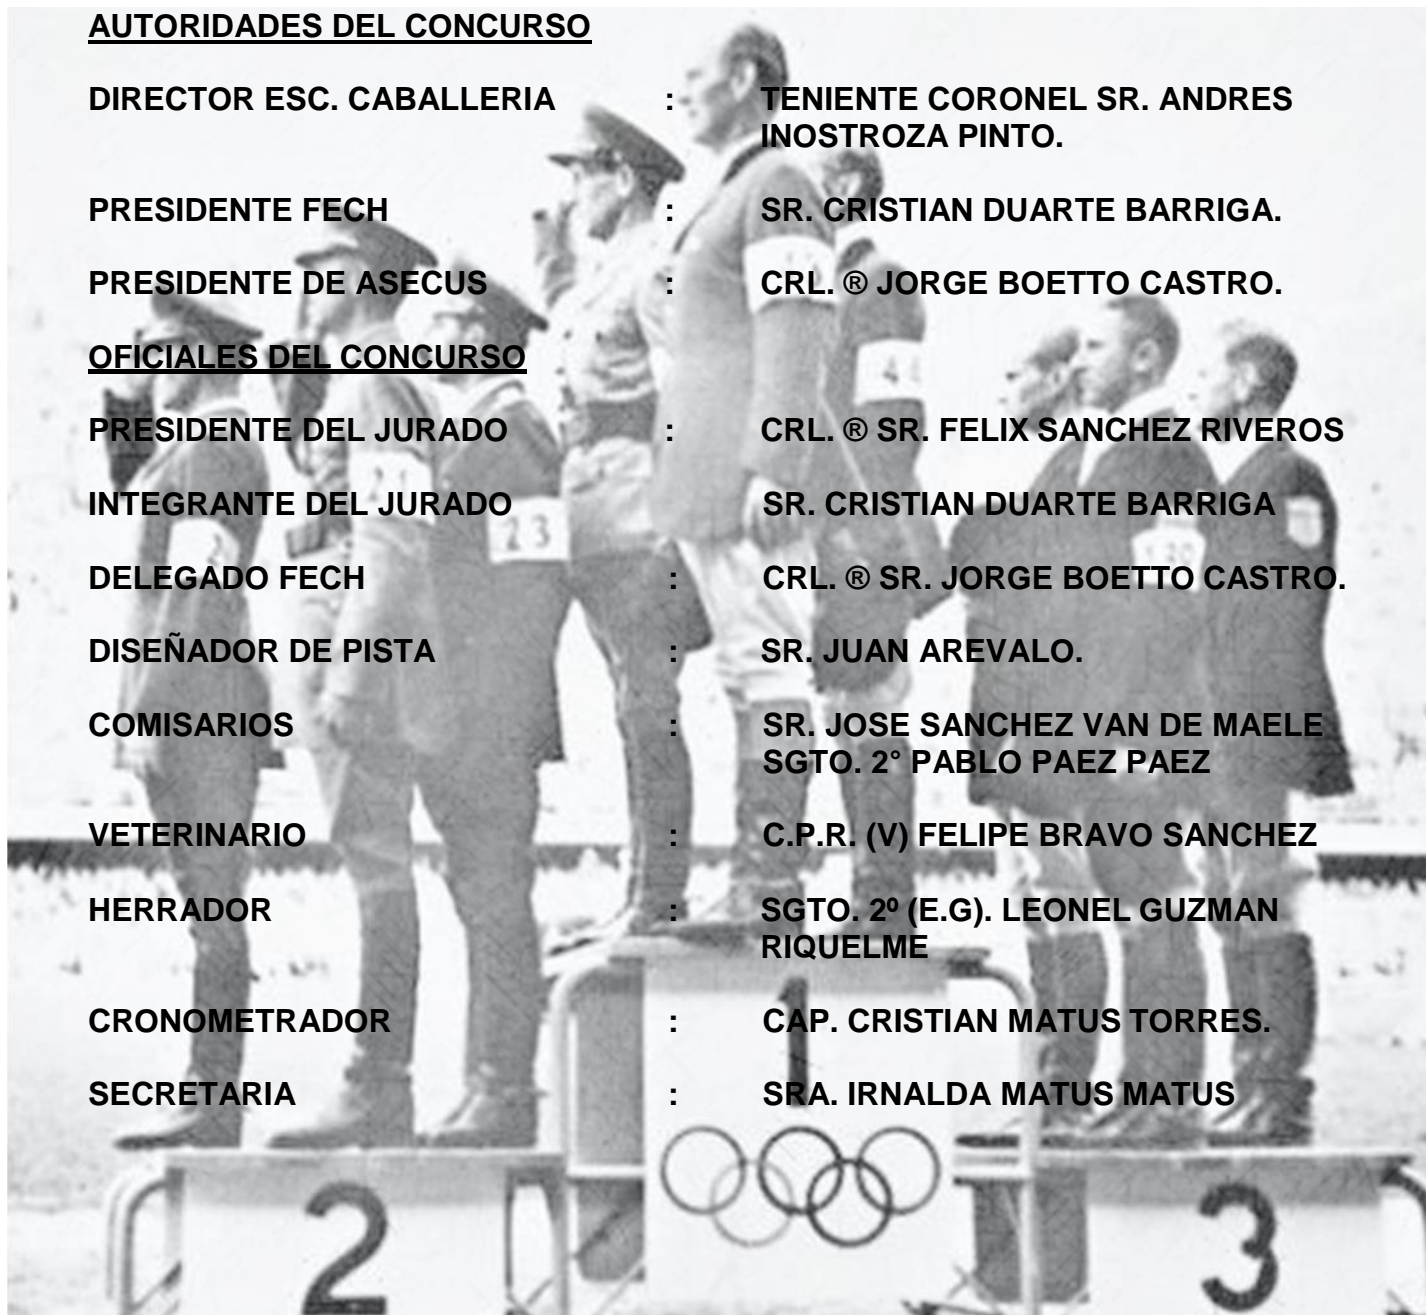 AUTORIDADES DEL CONCURSO
DIRECTOR ESC. CABALLERIA : TENIENTE CORONEL SR. ANDRES
INOSTROZA PINTO.
PRESIDENTE FECH : SR. CRISTIAN DUARTE BARRIGA.
PRESIDENTE DE ASECUS : CRL. ® JORGE BOETTO CASTRO.
OFICIALES DEL CONCURSO
PRESIDENTE DEL JURADO : CRL. ® SR. FELIX SANCHEZ RIVEROS
INTEGRANTE DEL JURADO SR. CRISTIAN DUARTE BARRIGA
23
DELEGADO FECH : CRL. ® SR. JORGE BOETTO CASTRO.
DISEÑADOR DE PISTA : SR. JUAN AREVALO.
COMISARIOS : SR. JOSE SANCHEZ VAN DE MAELE
SGTO. 2° PABLO PAEZ PAEZ
VETERINARIO : C.P.R. (V) FELIPE BRAVO SANCHEZ
HERRADOR : SGTO. 2º (E.G). LEONEL GUZMAN
RIQUELME
CRONOMETRADOR : CAP. CRISTIAN MATUS TORRES.
SECRETARIA : SRA. IRNALDA MATUS MATUS
1
2
3